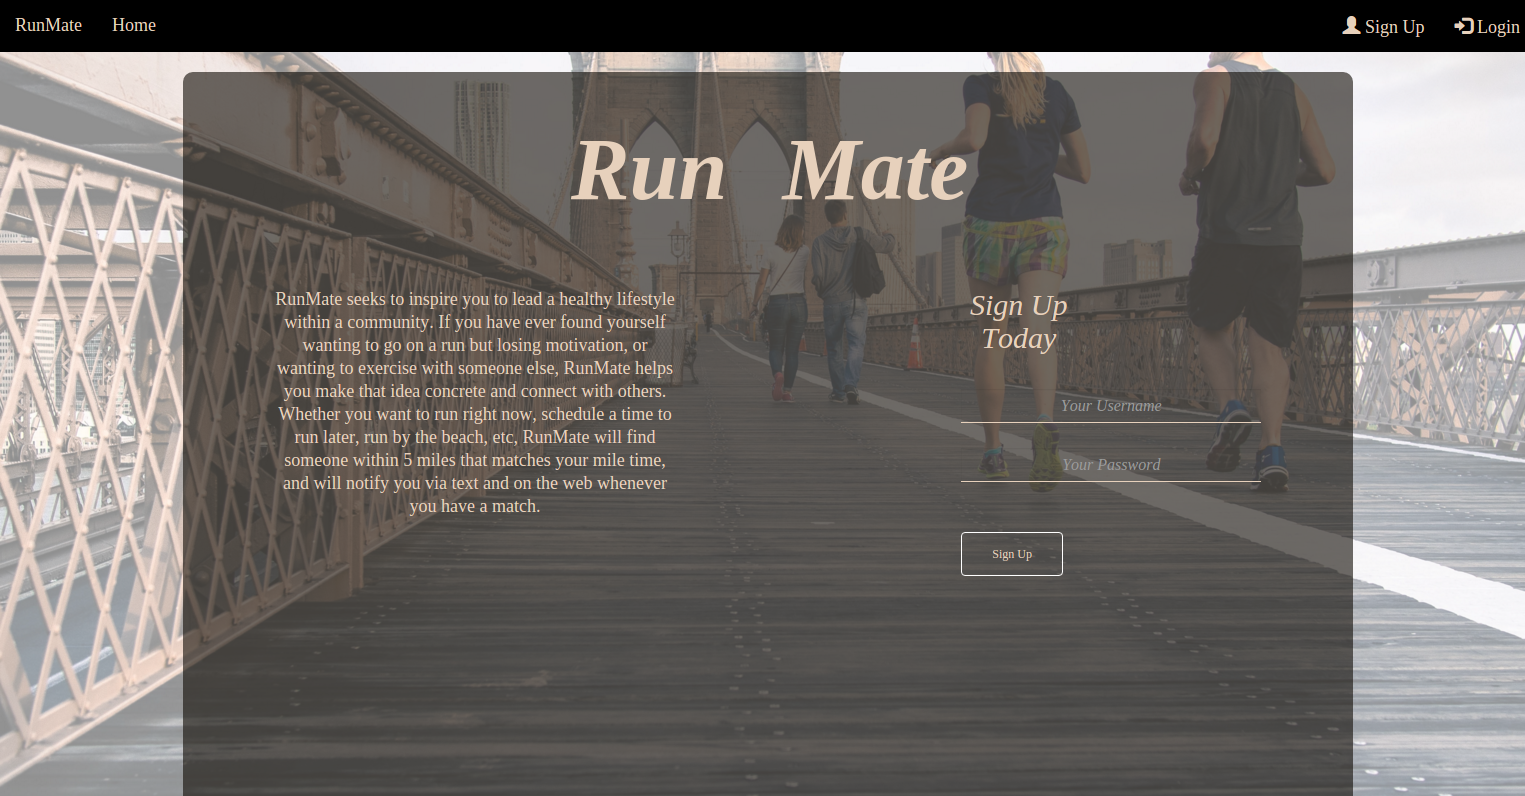 RunMate Home Sign Up Login
Run Mate
RunMate seeks to inspire you to lead a healthy lifestyle
within a community. If you have ever found yourself
wanting to go on a run but losing motivation, or
wanting to exercise with someone else, RunMate helps
you make that idea concrete and connect with others.
Whether you want to run right now, schedule a time to
run later, run by the beach, etc, RunMate will find
someone within 5 miles that matches your mile time,
and will notify you via text and on the web whenever
you have a match.
Sign Up
Today
Your Username
Your Password
Sign Up